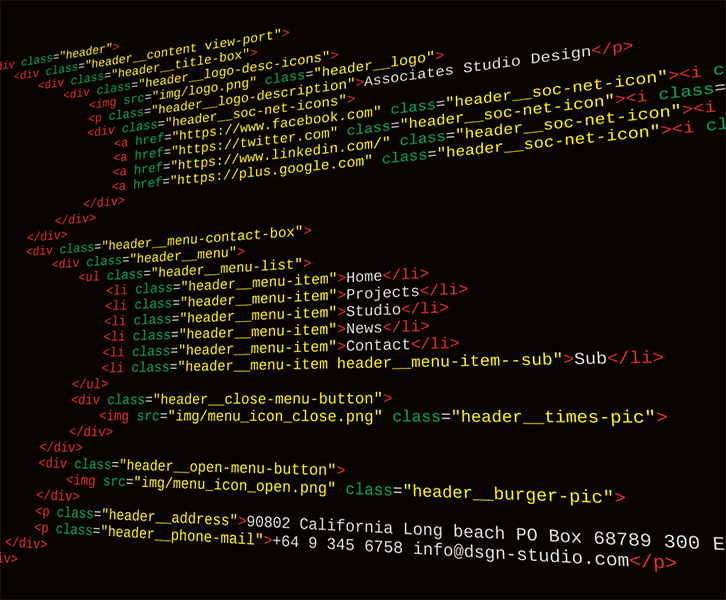 div class="header">
<div class="header__content view-port">
<div class="header__title-box">
<div class="header__logo-desc-icons">
<img src="img/logo.png" class="header__logo">
<p class="header__logo-description">Associates Studio Design</p>
<div class="header__soc-net-icons">
<a href="https://www.facebook.com" class="header__soc-net-icon"><i c
<a href="https://twitter.com" class="header__soc-net-icon"><i class=
<a href="https://www.linkedin.com/" class="header__soc-net-icon"><i
<a href="https://plus.google.com" class="header__soc-net-icon"><i cl
</div>
</div>
</div>
<div class="header__menu-contact-box">
<div class="header__menu">
<ul class="header__menu-list">
<li class="header__menu-item">Home</li>
<li class="header__menu-item">Projects</li>
<li class="header__menu-item">Studio</li>
<li class="header__menu-item">News</li>
<li class="header__menu-item">Contact</li>
<li class="header__menu-item header__menu-item--sub">Sub</li>
</ul>
<div class="header__close-menu-button">
<img src="img/menu_icon_close.png" class="header__times-pic">
</div>
</div>
<div class="header__open-menu-button">
<img src="img/menu_icon_open.png" class="header__burger-pic">
</div>
<p class="header__address">90802 California Long beach PO Box 68789 300 E
<p class="header__phone-mail">+64 9 345 6758 info@dsgn-studio.com</p>
</div>
iv>